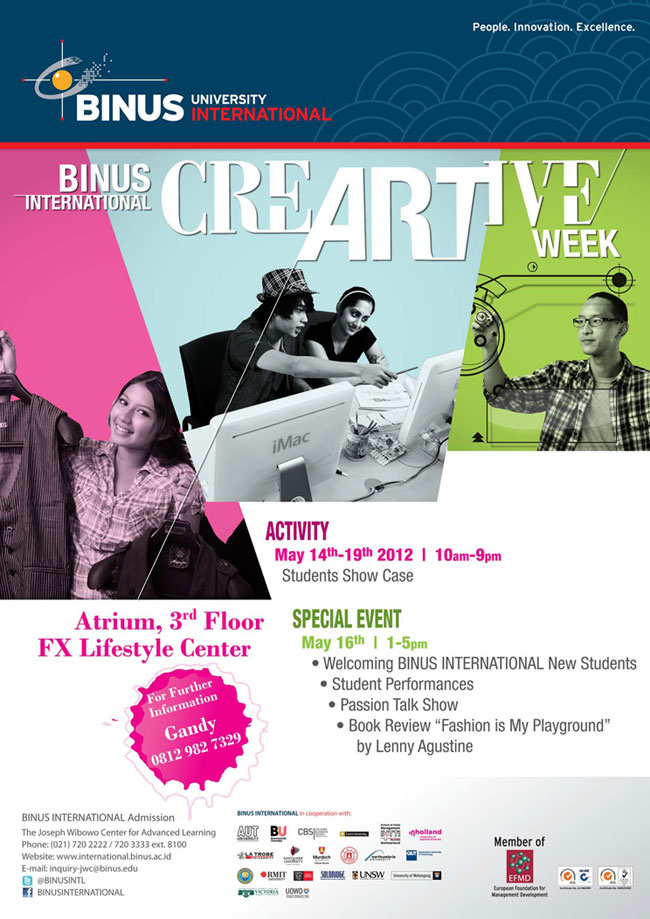 People. Innovation. Excellence.
BINUS UNIVERSITY INTERNATIONAL
BINUS INTERNATIONAL CREARTIVE WEEK
iMac
ACTIVITY
May 14th-19th 2012 | 10am-9pm
Students Show Case
Atrium, 3rd Floor
FX Lifestyle Center
SPECIAL EVENT
May 16th | 1-5pm
• Welcoming BINUS INTERNATIONAL New Students
• Student Performances
• Passion Talk Show
• Book Review “Fashion is My Playground”
by Lenny Agustine
For Further
Information
Gandy
0812 982 7329
BINUS INTERNATIONAL Admission
The Joseph Wibowo Center for Advanced Learning
Phone: (021) 720 2222 / 720 3333 ext. 8100
Website: www.international.binus.ac.id
E-mail: inquiry-jwc@binus.edu
@BINUSINTL
BINUSINTERNATIONAL
BINUS INTERNATIONAL in cooperation with:
AUT
BU
CBS
holland
LA TROBE
Murdoch
northumbria
QUT
RMIT
SOLBRIDGE
UNSW
University of Wollongong
VICTORIA
UOWD
Member of
EFMD
European Foundation for
Management Development